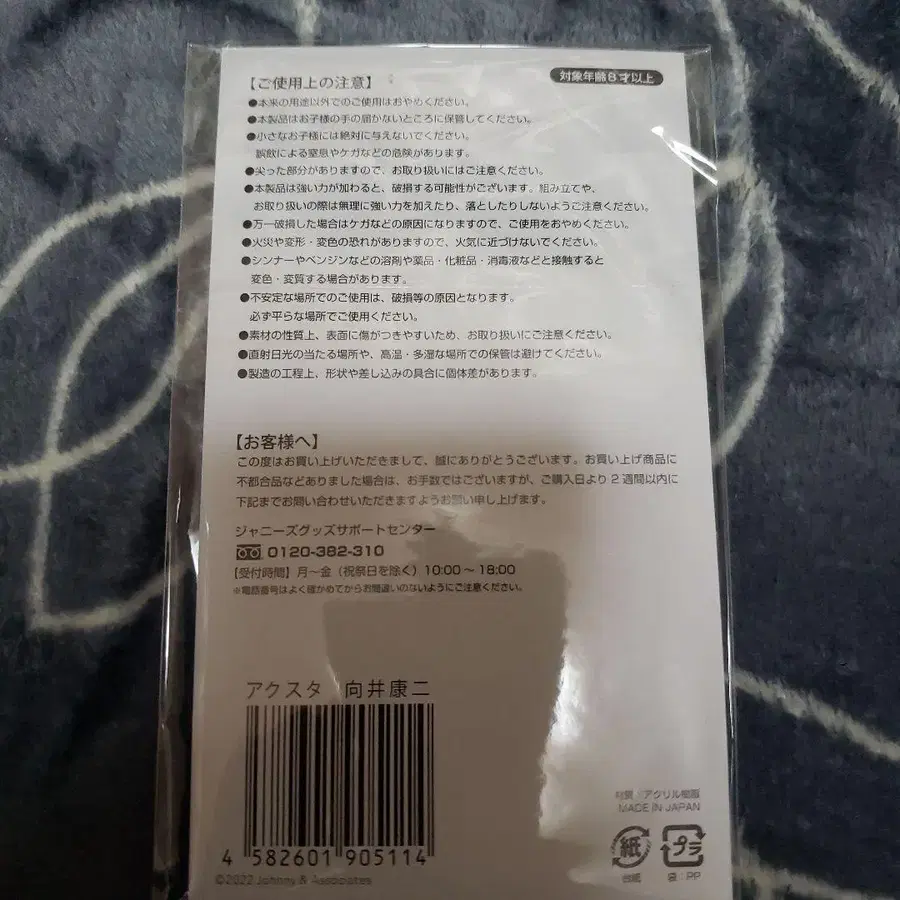 【ご使用上の注意】
対象年齢8才以上
●本来の用途以外でのご使用はおやめください。
●本製品はお子様の手の届かないところに保管してください。
●小さなお子様には絶対に与えないでください。
誤飲による窒息やケガなどの危険があります。
●尖った部分がありますので、お取り扱いにはご注意ください。
●本製品は強い力が加わると、破損する可能性がございます。組み立てや、
お取り扱いの際は無理に強い力を加えたり、落としたりしないようご注意ください。
●万一破損した場合はケガなどの原因になりますので、ご使用をおやめください。
●火災や変形・変色の恐れがありますので、火気に近づけないでください。
●シンナーやベンジンなどの溶剤や薬品・化粧品・消毒液などと接触すると
変色・変質する場合があります。
●不安定な場所でのご使用は、破損等の原因となります。
必ず平らな場所でご使用ください。
●素材の性質上、表面に傷がつきやすいため、お取り扱いにご注意ください。
●直射日光の当たる場所や、高温・多湿な場所での保管は避けてください。
●製造の工程上、形状や差し込みの具合に個体差があります。
【お客様へ】
この度はお買い上げいただきまして、誠にありがとうございます。お買い上げ商品に
不都合品などありました場合は、お手数ではございますが、ご購入日より2週間以内に
下記までお問い合わせいただきますようお願い申し上げます。
ジャニーズグッズサポートセンター
0120-382-310
【受付時間】月〜金（祝祭日を除く）10:00〜18:00
※電話番号はよく確かめてからお間違いのないようにご注意ください。
アクスタ 向井康二
4 582601 905114
©2022 Johnny & Associates
材質／アクリル樹脂
MADE IN JAPAN
紙
プラ
台紙
袋：PP